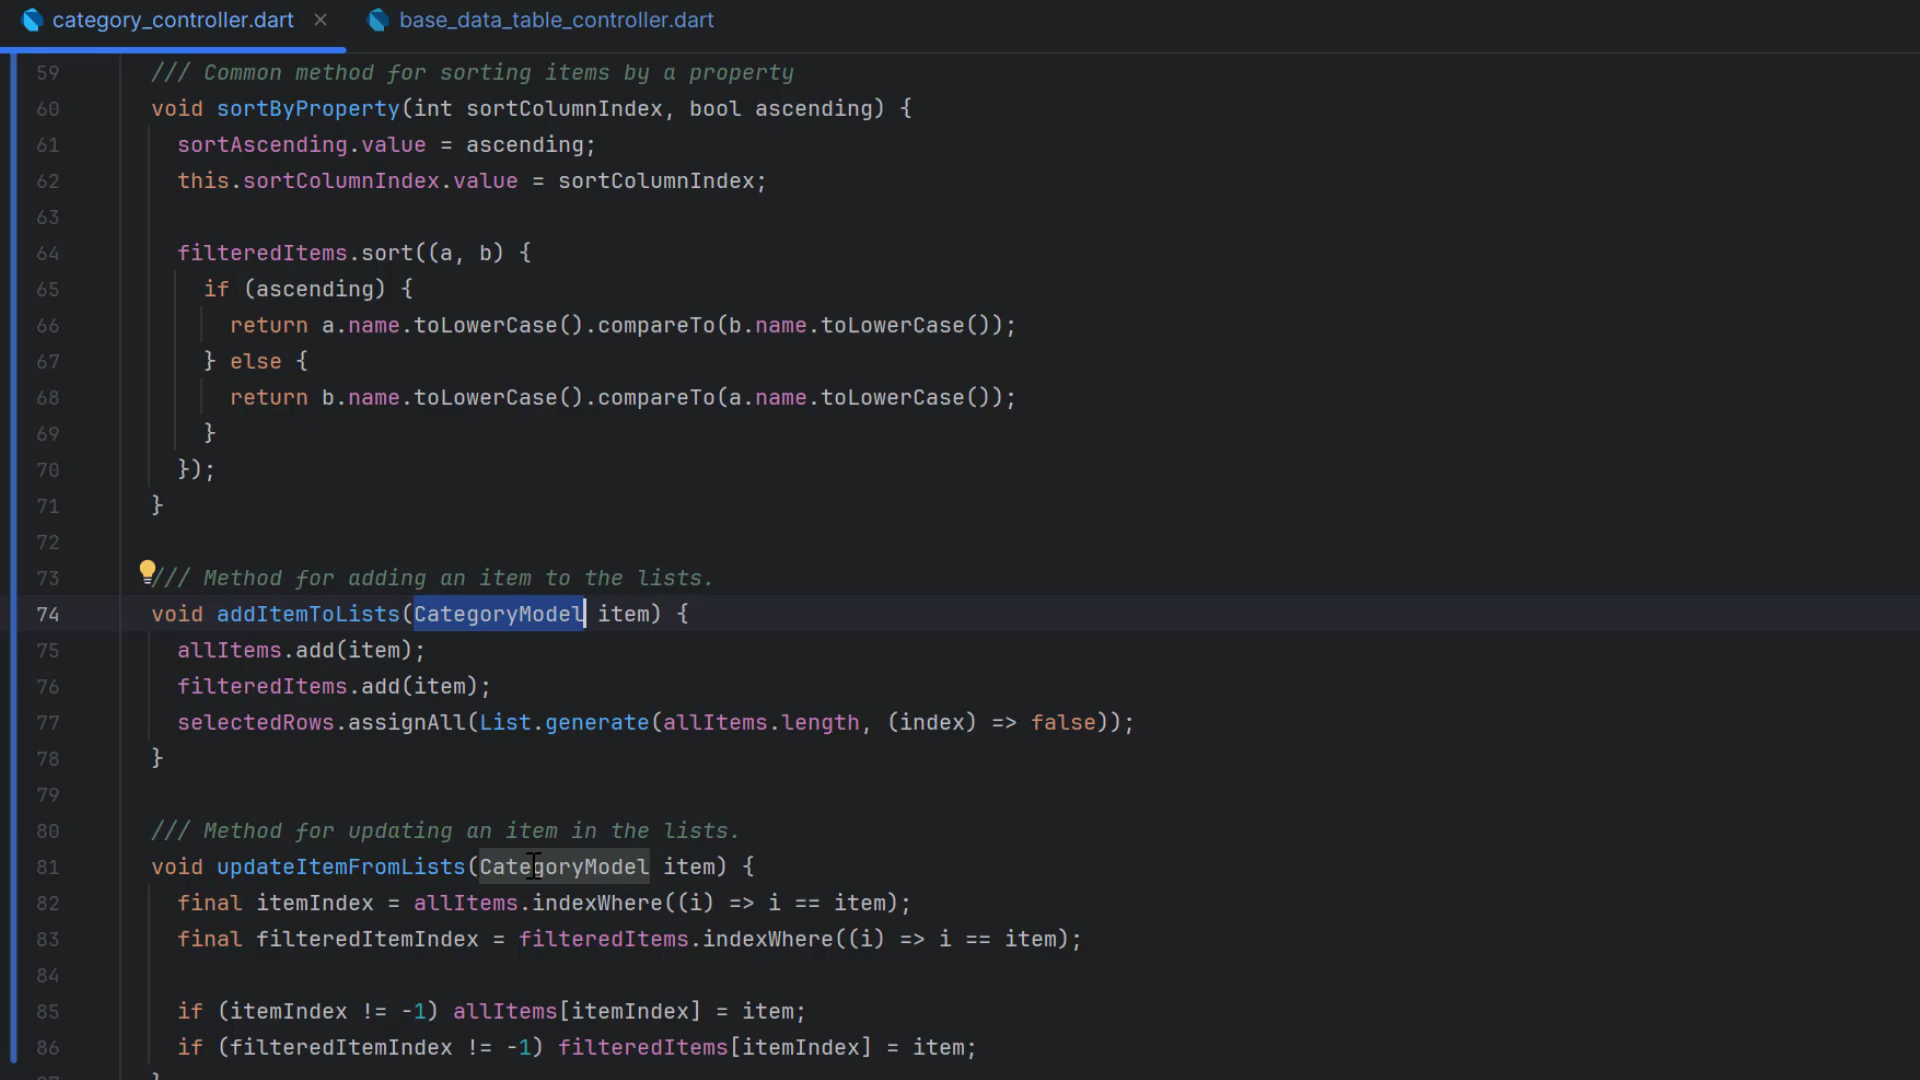 category_controller.dart
base_data_table_controller.dart
59 /// Common method for sorting items by a property
60 void sortByProperty(int sortColumnIndex, bool ascending) {
61 sortAscending.value = ascending;
62 this.sortColumnIndex.value = sortColumnIndex;
63
64 filteredItems.sort((a, b) {
65 if (ascending) {
66 return a.name.toLowerCase().compareTo(b.name.toLowerCase());
67 } else {
68 return b.name.toLowerCase().compareTo(a.name.toLowerCase());
69 }
70 });
71 }
72
73 /// Method for adding an item to the lists.
74 void addItemToLists(CategoryModel item) {
75 allItems.add(item);
76 filteredItems.add(item);
77 selectedRows.assignAll(List.generate(allItems.length, (index) => false));
78 }
79
80 /// Method for updating an item in the lists.
81 void updateItemFromLists(CategoryModel item) {
82 final itemIndex = allItems.indexWhere((i) => i == item);
83 final filteredItemIndex = filteredItems.indexWhere((i) => i == item);
84
85 if (itemIndex != -1) allItems[itemIndex] = item;
86 if (filteredItemIndex != -1) filteredItems[itemIndex] = item;